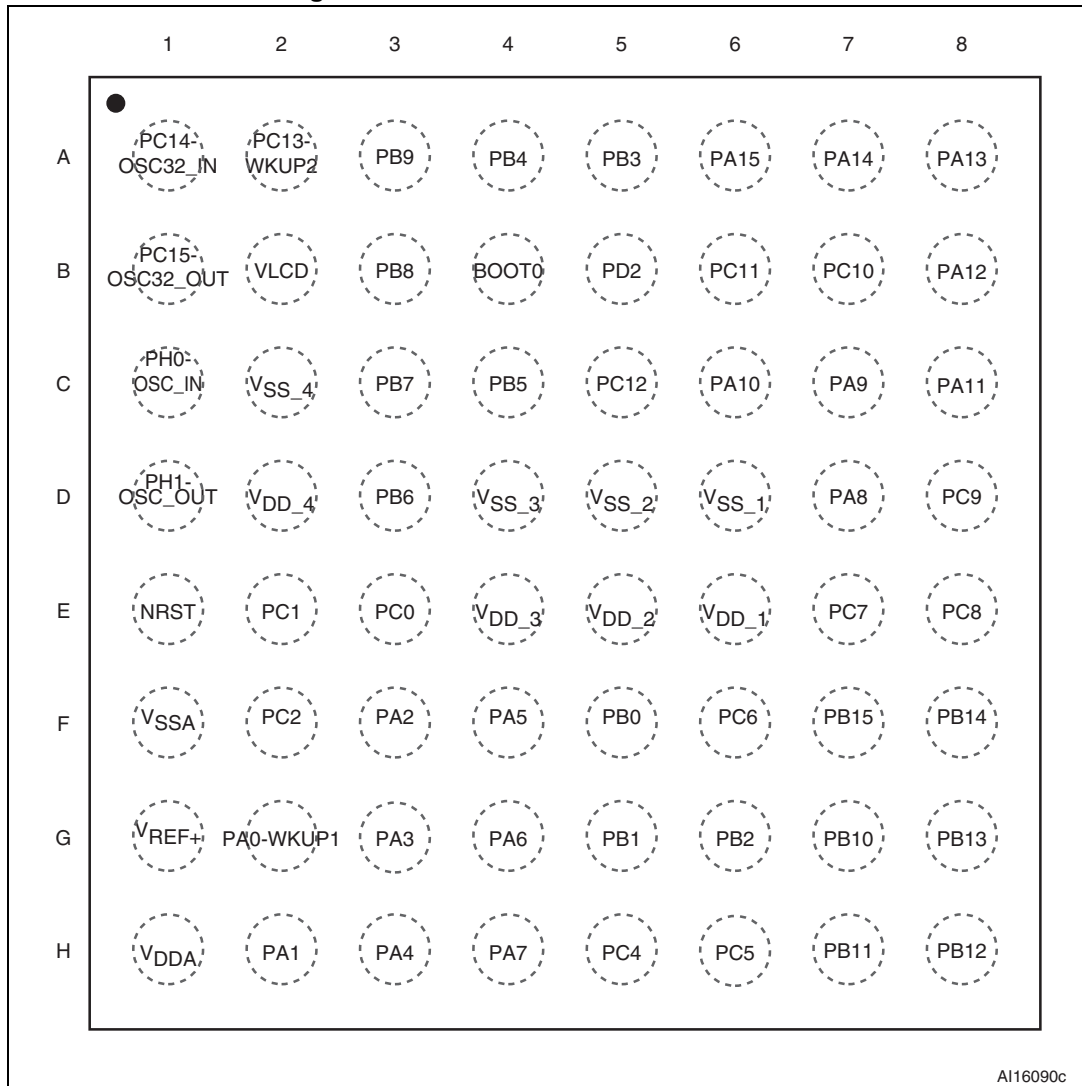 1 2 3 4 5 6 7 8
A PC14-OSC32_IN PC13-WKUP2 PB9 PB4 PB3 PA15 PA14 PA13
B PC15-OSC32_OUT VLCD PB8 BOOT0 PD2 PC11 PC10 PA12
C PH0-OSC_IN VSS_4 PB7 PB5 PC12 PA10 PA9 PA11
D PH1-OSC_OUT VDD_4 PB6 VSS_3 VSS_2 VSS_1 PA8 PC9
E NRST PC1 PC0 VDD_3 VDD_2 VDD_1 PC7 PC8
F VSSA PC2 PA2 PA5 PB0 PC6 PB15 PB14
G VREF+ PA0-WKUP1 PA3 PA6 PB1 PB2 PB10 PB13
H VDDA PA1 PA4 PA7 PC4 PC5 PB11 PB12
AI16090c